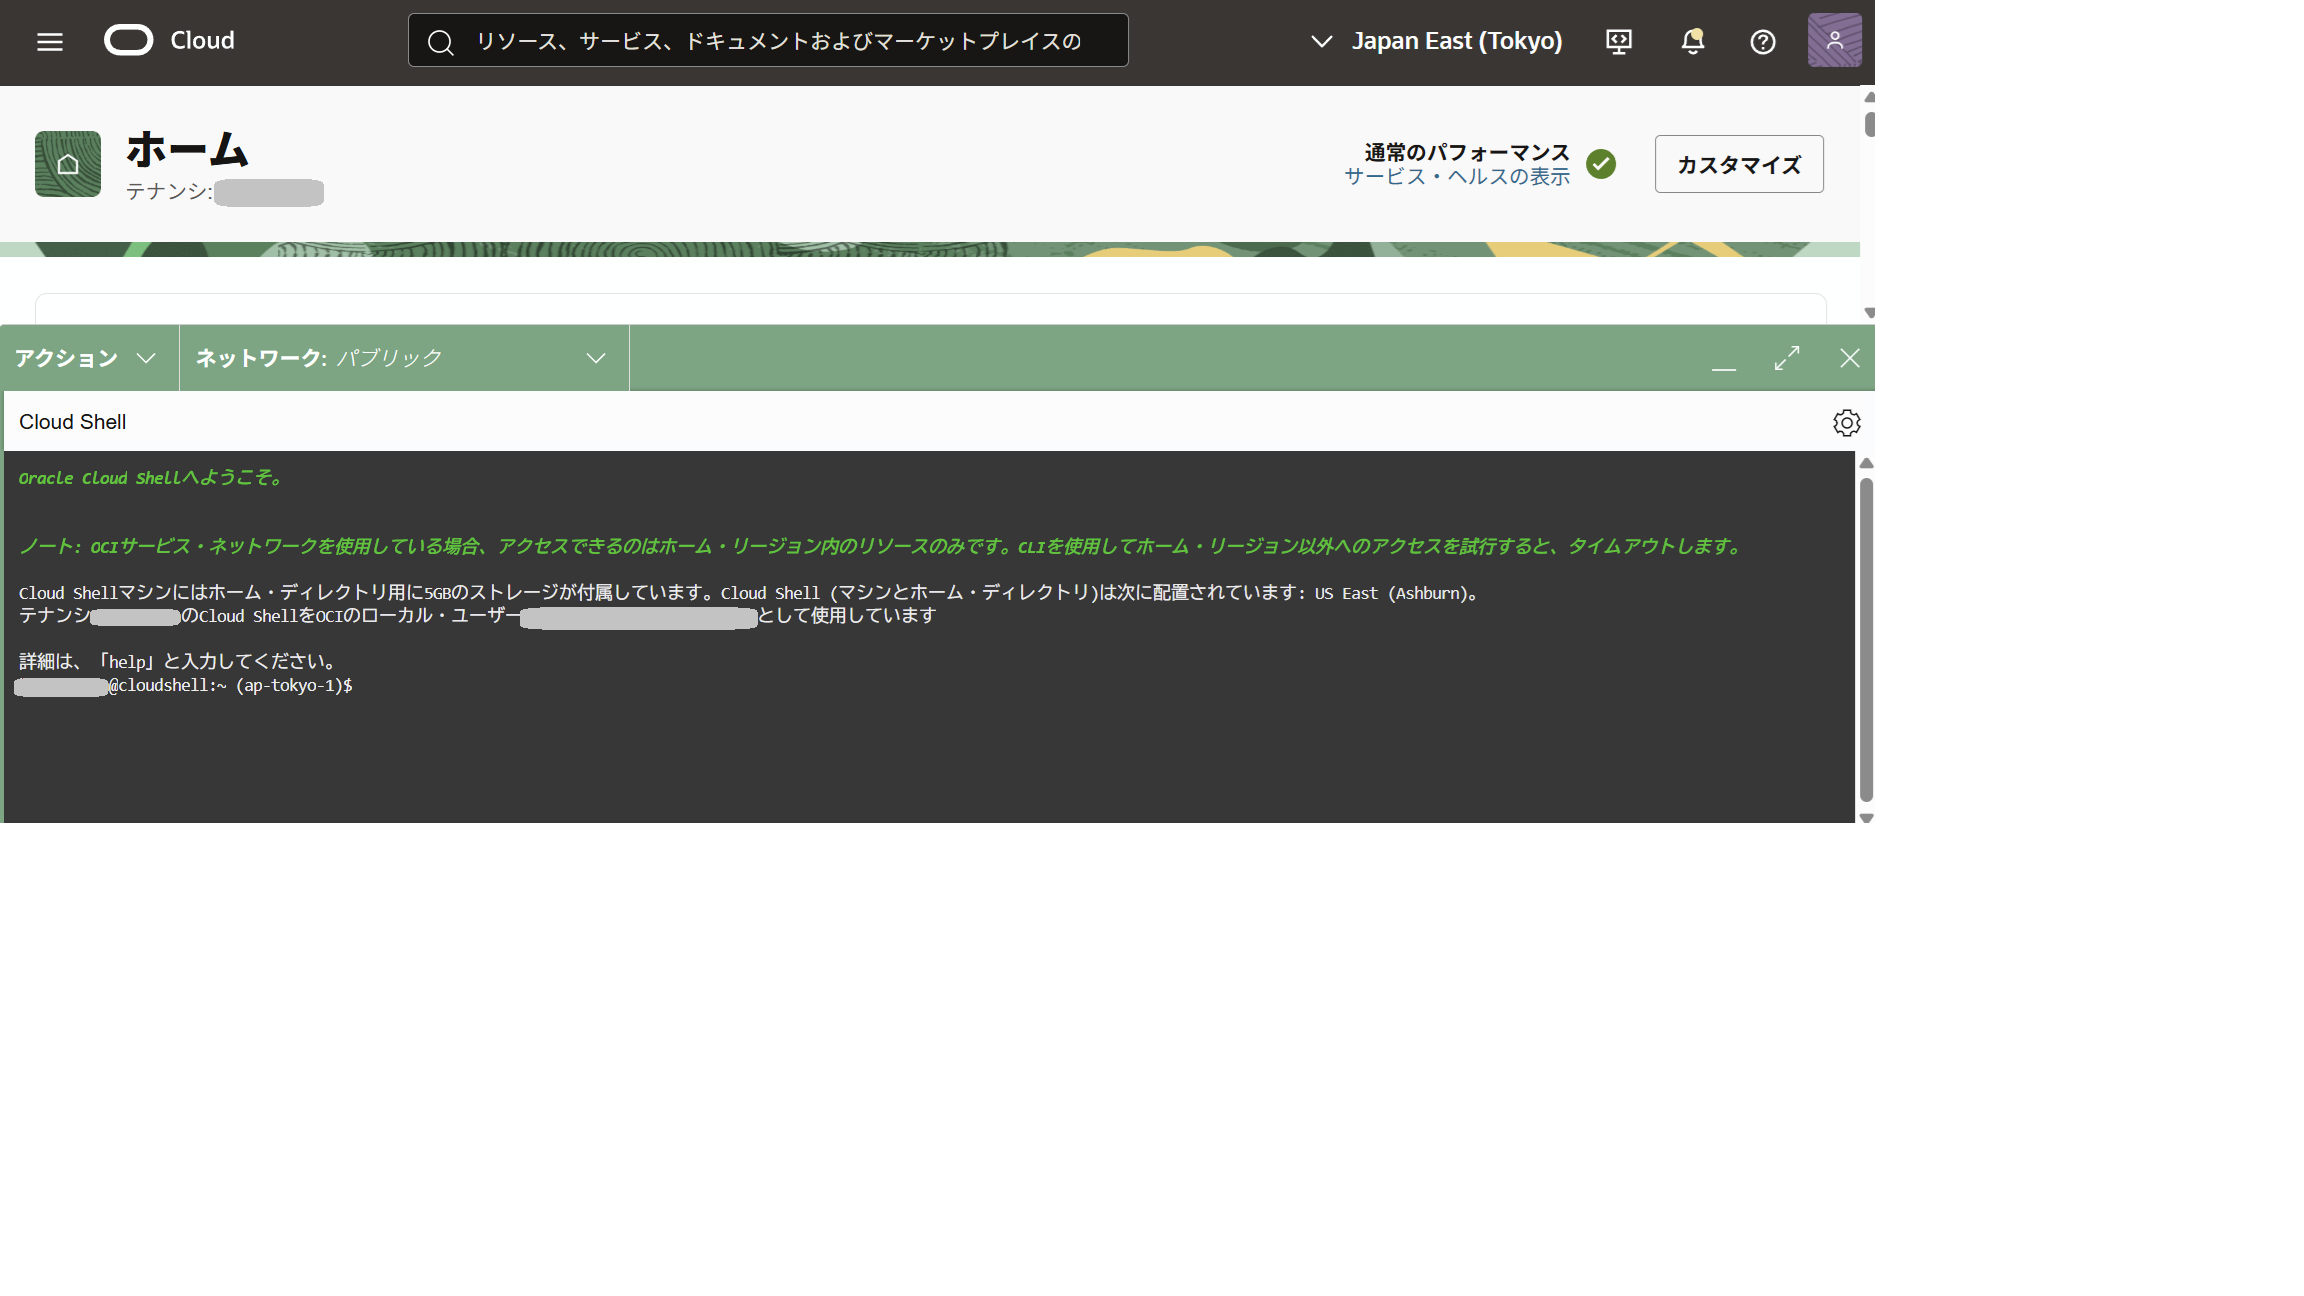 Cloud
リソース、サービス、ドキュメントおよびマーケットプレイスの
Japan East (Tokyo)
ホーム
テナンシ:
通常のパフォーマンス
サービス・ヘルスの表示
カスタマイズ
アクション
ネットワーク: パブリック
Cloud Shell
Oracle Cloud Shellへようこそ。
ノート: OCIサービス・ネットワークを使用している場合、アクセスできるのはホーム・リージョン内のリソースのみです。CLIを使用してホーム・リージョン以外へのアクセスを試行すると、タイムアウトします。
Cloud Shellマシンにはホーム・ディレクトリ用に5GBのストレージが付属しています。Cloud Shell (マシンとホーム・ディレクトリ)は次に配置されています: US East (Ashburn)。
テナンシ のCloud ShellをOCIのローカル・ユーザー として使用しています
詳細は、「help」と入力してください。
@cloudshell:~ (ap-tokyo-1)$